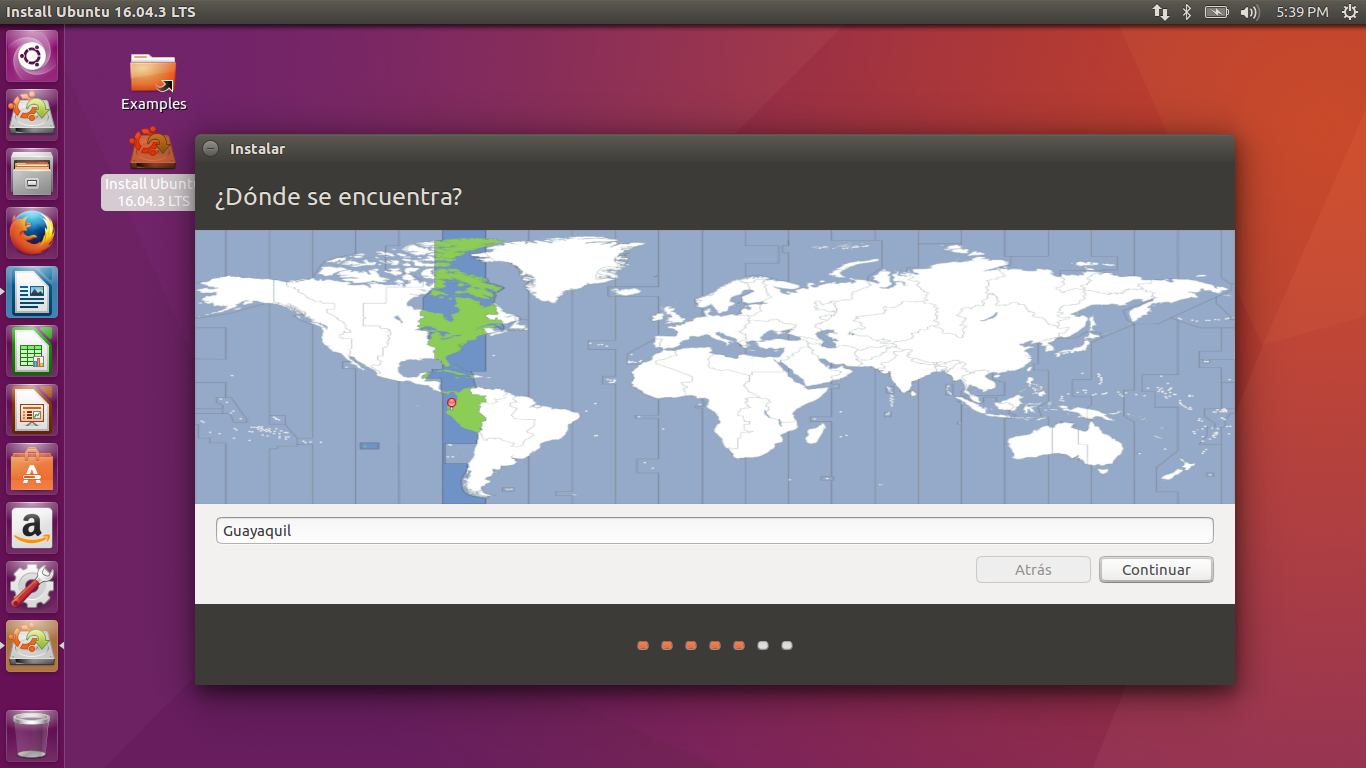 Install Ubuntu 16.04.3 LTS
5:39 PM
Examples
Install Ubunt
16.04.3 LTS
Instalar
¿Dónde se encuentra?
Guayaquil
Atrás
Continuar